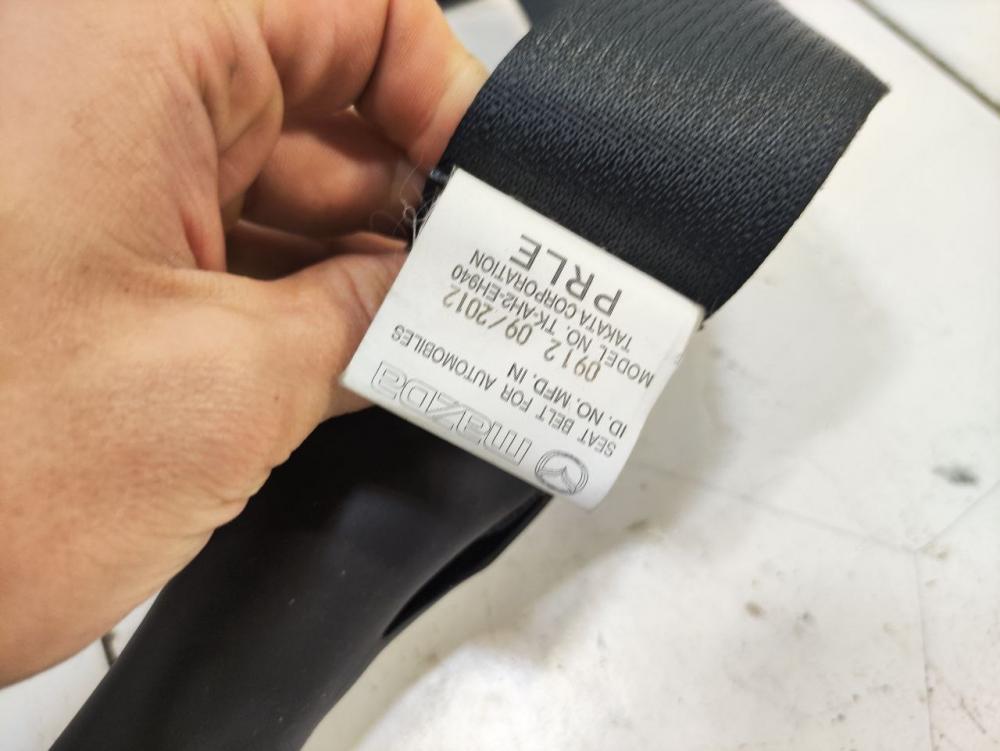 mazda
SEAT BELT FOR AUTOMOBILES
ID. NO. MFD. IN
0912 09/2012
MODEL NO. TK-AH2-EH940
TAKATA CORPORATION
PRLE